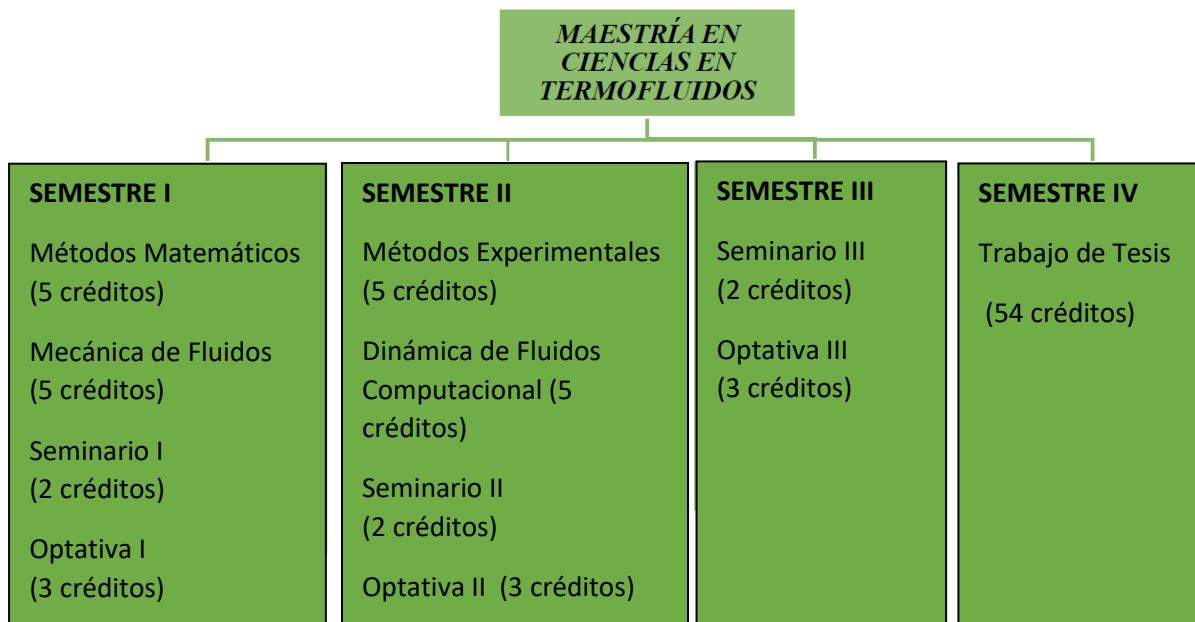 MAESTRÍA EN
CIENCIAS EN
TERMOFLUIDOS
SEMESTRE I
Métodos Matemáticos
(5 créditos)
Mecánica de Fluidos
(5 créditos)
Seminario I
(2 créditos)
Optativa I
(3 créditos)
SEMESTRE II
Métodos Experimentales
(5 créditos)
Dinámica de Fluidos
Computacional (5
créditos)
Seminario II
(2 créditos)
Optativa II (3 créditos)
SEMESTRE III
Seminario III
(2 créditos)
Optativa III
(3 créditos)
SEMESTRE IV
Trabajo de Tesis
(54 créditos)